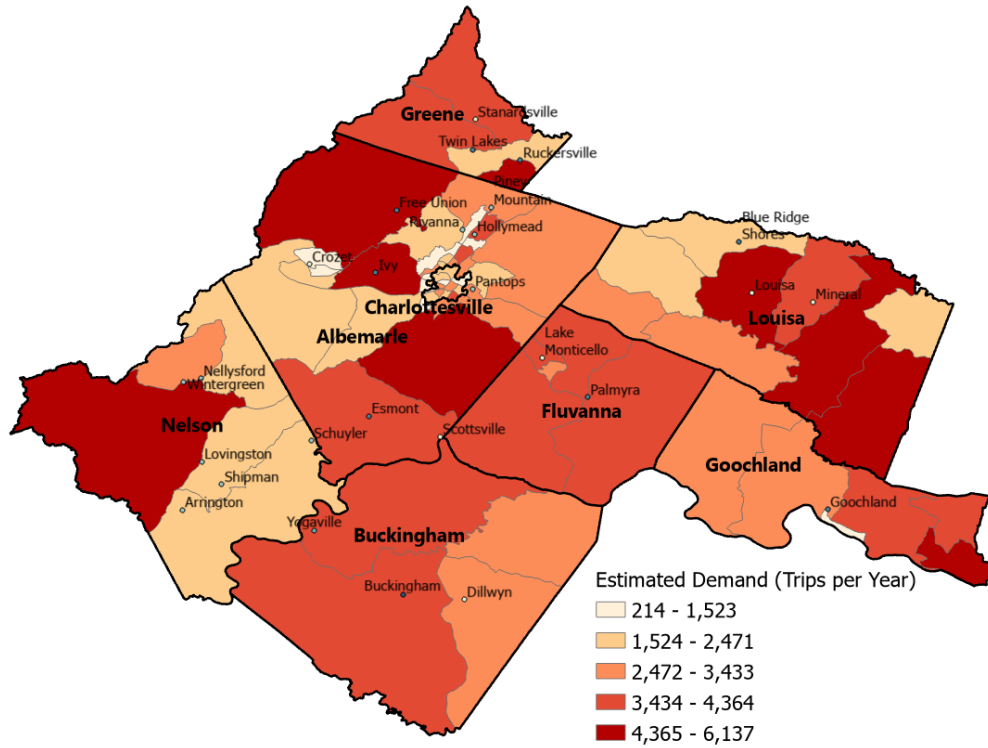 Stanardsville
Greene
Twin Lakes
Ruckersville
Piney
Mountain
Free Union
Rivanna
Hollymead
Blue Ridge
Shores
Crozet
Ivy
Pantops
Louisa
Mineral
Charlottesville
Louisa
Albemarle
Lake
Monticello
Nellysford
Wintergreen
Palmyra
Nelson
Esmont
Fluvanna
Schuyler
Scottsville
Lovingston
Goochland
Shipman
Arrington
Goochland
Yogaville
Buckingham
Buckingham
Dillwyn
Estimated Demand (Trips per Year)
214 - 1,523
1,524 - 2,471
2,472 - 3,433
3,434 - 4,364
4,365 - 6,137